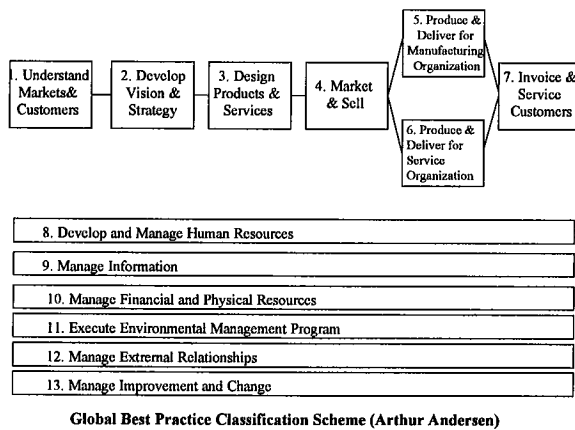 1. Understand
Markets&
Customers
2. Develop
Vision &
Strategy
3. Design
Products &
Services
4. Market
& Sell
5. Produce &
Deliver for
Manufacturing
Organization
6. Produce &
Deliver for
Service
Organization
7. Invoice &
Service
Customers
8. Develop and Manage Human Resources
9. Manage Information
10. Manage Financial and Physical Resources
11. Execute Environmental Management Program
12. Manage Extremal Relationships
13. Manage Improvement and Change
Global Best Practice Classification Scheme (Arthur Andersen)